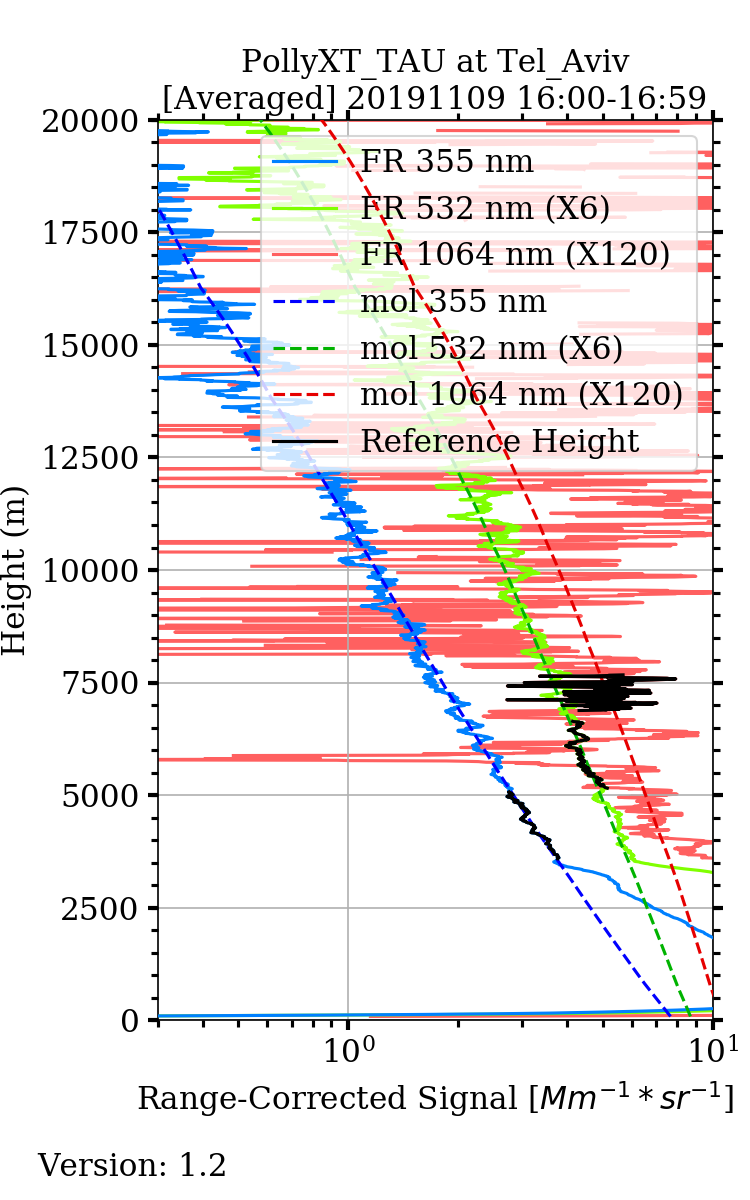 PollyXT_TAU at Tel_Aviv
[Averaged] 20191109 16:00-16:59
20000
17500
15000
12500
10000
7500
5000
2500
0
Height (m)
FR 355 nm
FR 532 nm (X6)
FR 1064 nm (X120)
mol 355 nm
mol 532 nm (X6)
mol 1064 nm (X120)
Reference Height
10⁰ 10¹
Range-Corrected Signal [Mm⁻¹ * sr⁻¹]
Version: 1.2